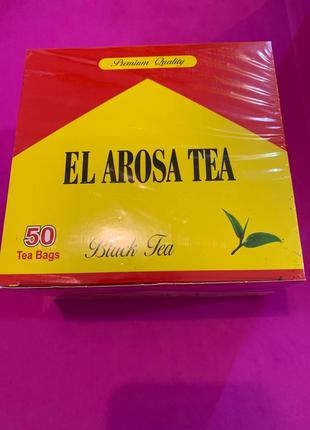 Premium Quality
EL AROSA TEA
50
Tea Bags
Black Tea